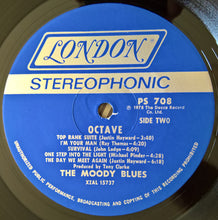 LONDON
STEREOPHONIC
PS 708
℗ 1978 The Decca Record Co. Ltd.
SIDE TWO
OCTAVE
TOP RANK SUITE (Justin Hayward) -3:40)
I'M YOUR MAN (Ray Thomas) -4:20)
SURVIVAL (John Lodge) -4:09)
ONE STEP INTO THE LIGHT (Michael Pinder) -4:28)
THE DAY WE MEET AGAIN (Justin Hayward) -6:18)
Produced by Tony Clarke
THE MOODY BLUES
XZAL 15737
UNAUTHORISED PUBLIC PERFORMANCE, BROADCASTING AND COPYING OF THIS RECORD PROHIBITED